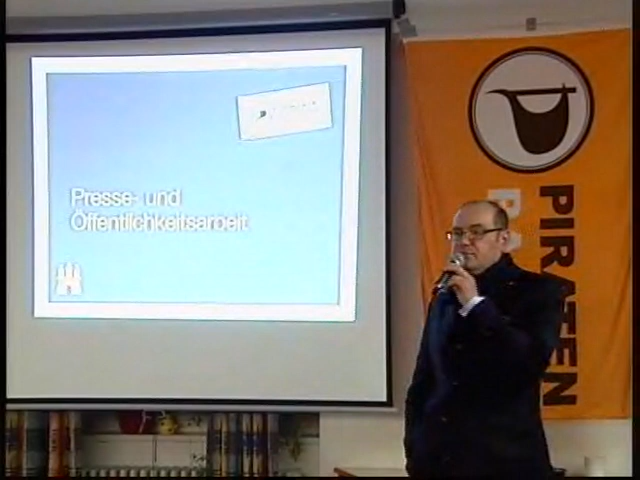 Presse- und
Öffentlichkeitsarbeit
PIRATEN